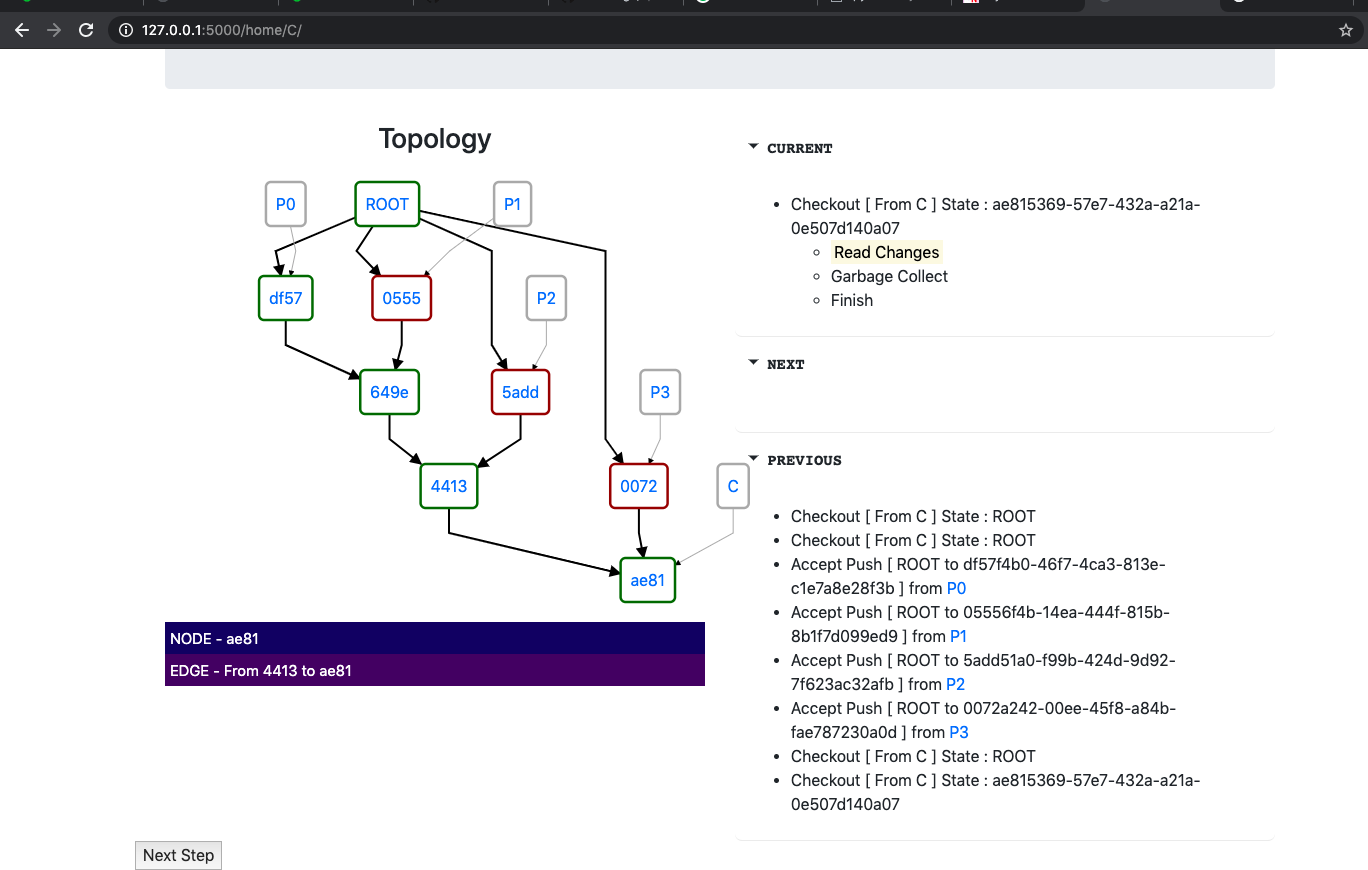 127.0.0.1:5000/home/C/
Topology
P0
ROOT
P1
df57
0555
P2
649e
5add
P3
4413
0072
C
ae81
NODE - ae81
EDGE - From 4413 to ae81
Next Step
CURRENT
Checkout [ From C ] State : ae815369-57e7-432a-a21a-
0e507d140a07
Read Changes
Garbage Collect
Finish
NEXT
PREVIOUS
Checkout [ From C ] State : ROOT
Checkout [ From C ] State : ROOT
Accept Push [ ROOT to df57f4b0-46f7-4ca3-813e-
c1e7a8e28f3b ] from P0
Accept Push [ ROOT to 05556f4b-14ea-444f-815b-
8b1f7d099ed9 ] from P1
Accept Push [ ROOT to 5add51a0-f99b-424d-9d92-
7f623ac32afb ] from P2
Accept Push [ ROOT to 0072a242-00ee-45f8-a84b-
fae787230a0d ] from P3
Checkout [ From C ] State : ROOT
Checkout [ From C ] State : ae815369-57e7-432a-a21a-
0e507d140a07